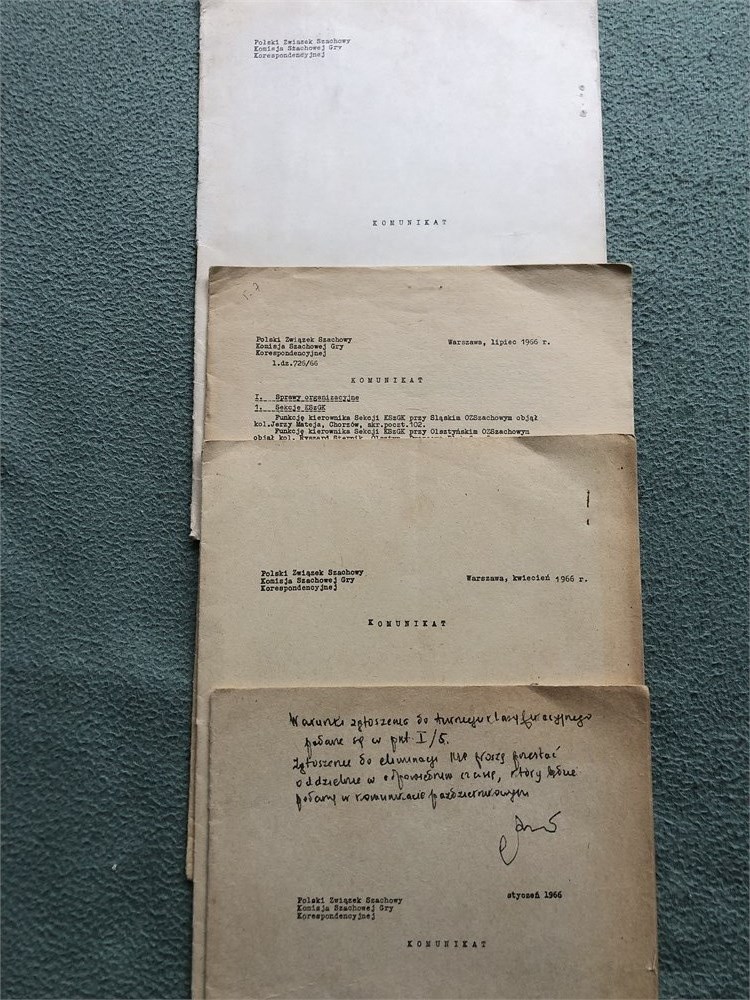 Polski Związek Szachowy
Komisja Szachowej Gry
Korespondencyjnej
KOMUNIKAT
Polski Związek Szachowy
Komisja Szachowej Gry
Korespondencyjnej
Warszawa, lipiec 1966 r.
l.dz.726/66
KOMUNIKAT
I. Sprawy organizacyjne
1. Sekcje KSzGK
Funkcję kierownika Sekcji KSzGK przy Śląskim OZSzachowym objął
kol.Jerzy Mateja, Chorzów, skr.poczt.102.
Funkcję kierownika Sekcji KSzGK przy Olsztyńskim OZSzachowym
objął kol. Ryszard
Polski Związek Szachowy
Komisja Szachowej Gry
Korespondencyjnej
Warszawa, kwiecień 1966 r.
KOMUNIKAT
Warunki zgłoszenia do turnieju klasyfikacyjnego
podane są w pkt I/5.
Zgłoszenie do eliminacji proszę przesłać
oddzielnie w odpowiednim czasie, który będzie
podany w komunikacie październikowym
styczeń 1966
Polski Związek Szachowy
Komisja Szachowej Gry
Korespondencyjnej
KOMUNIKAT